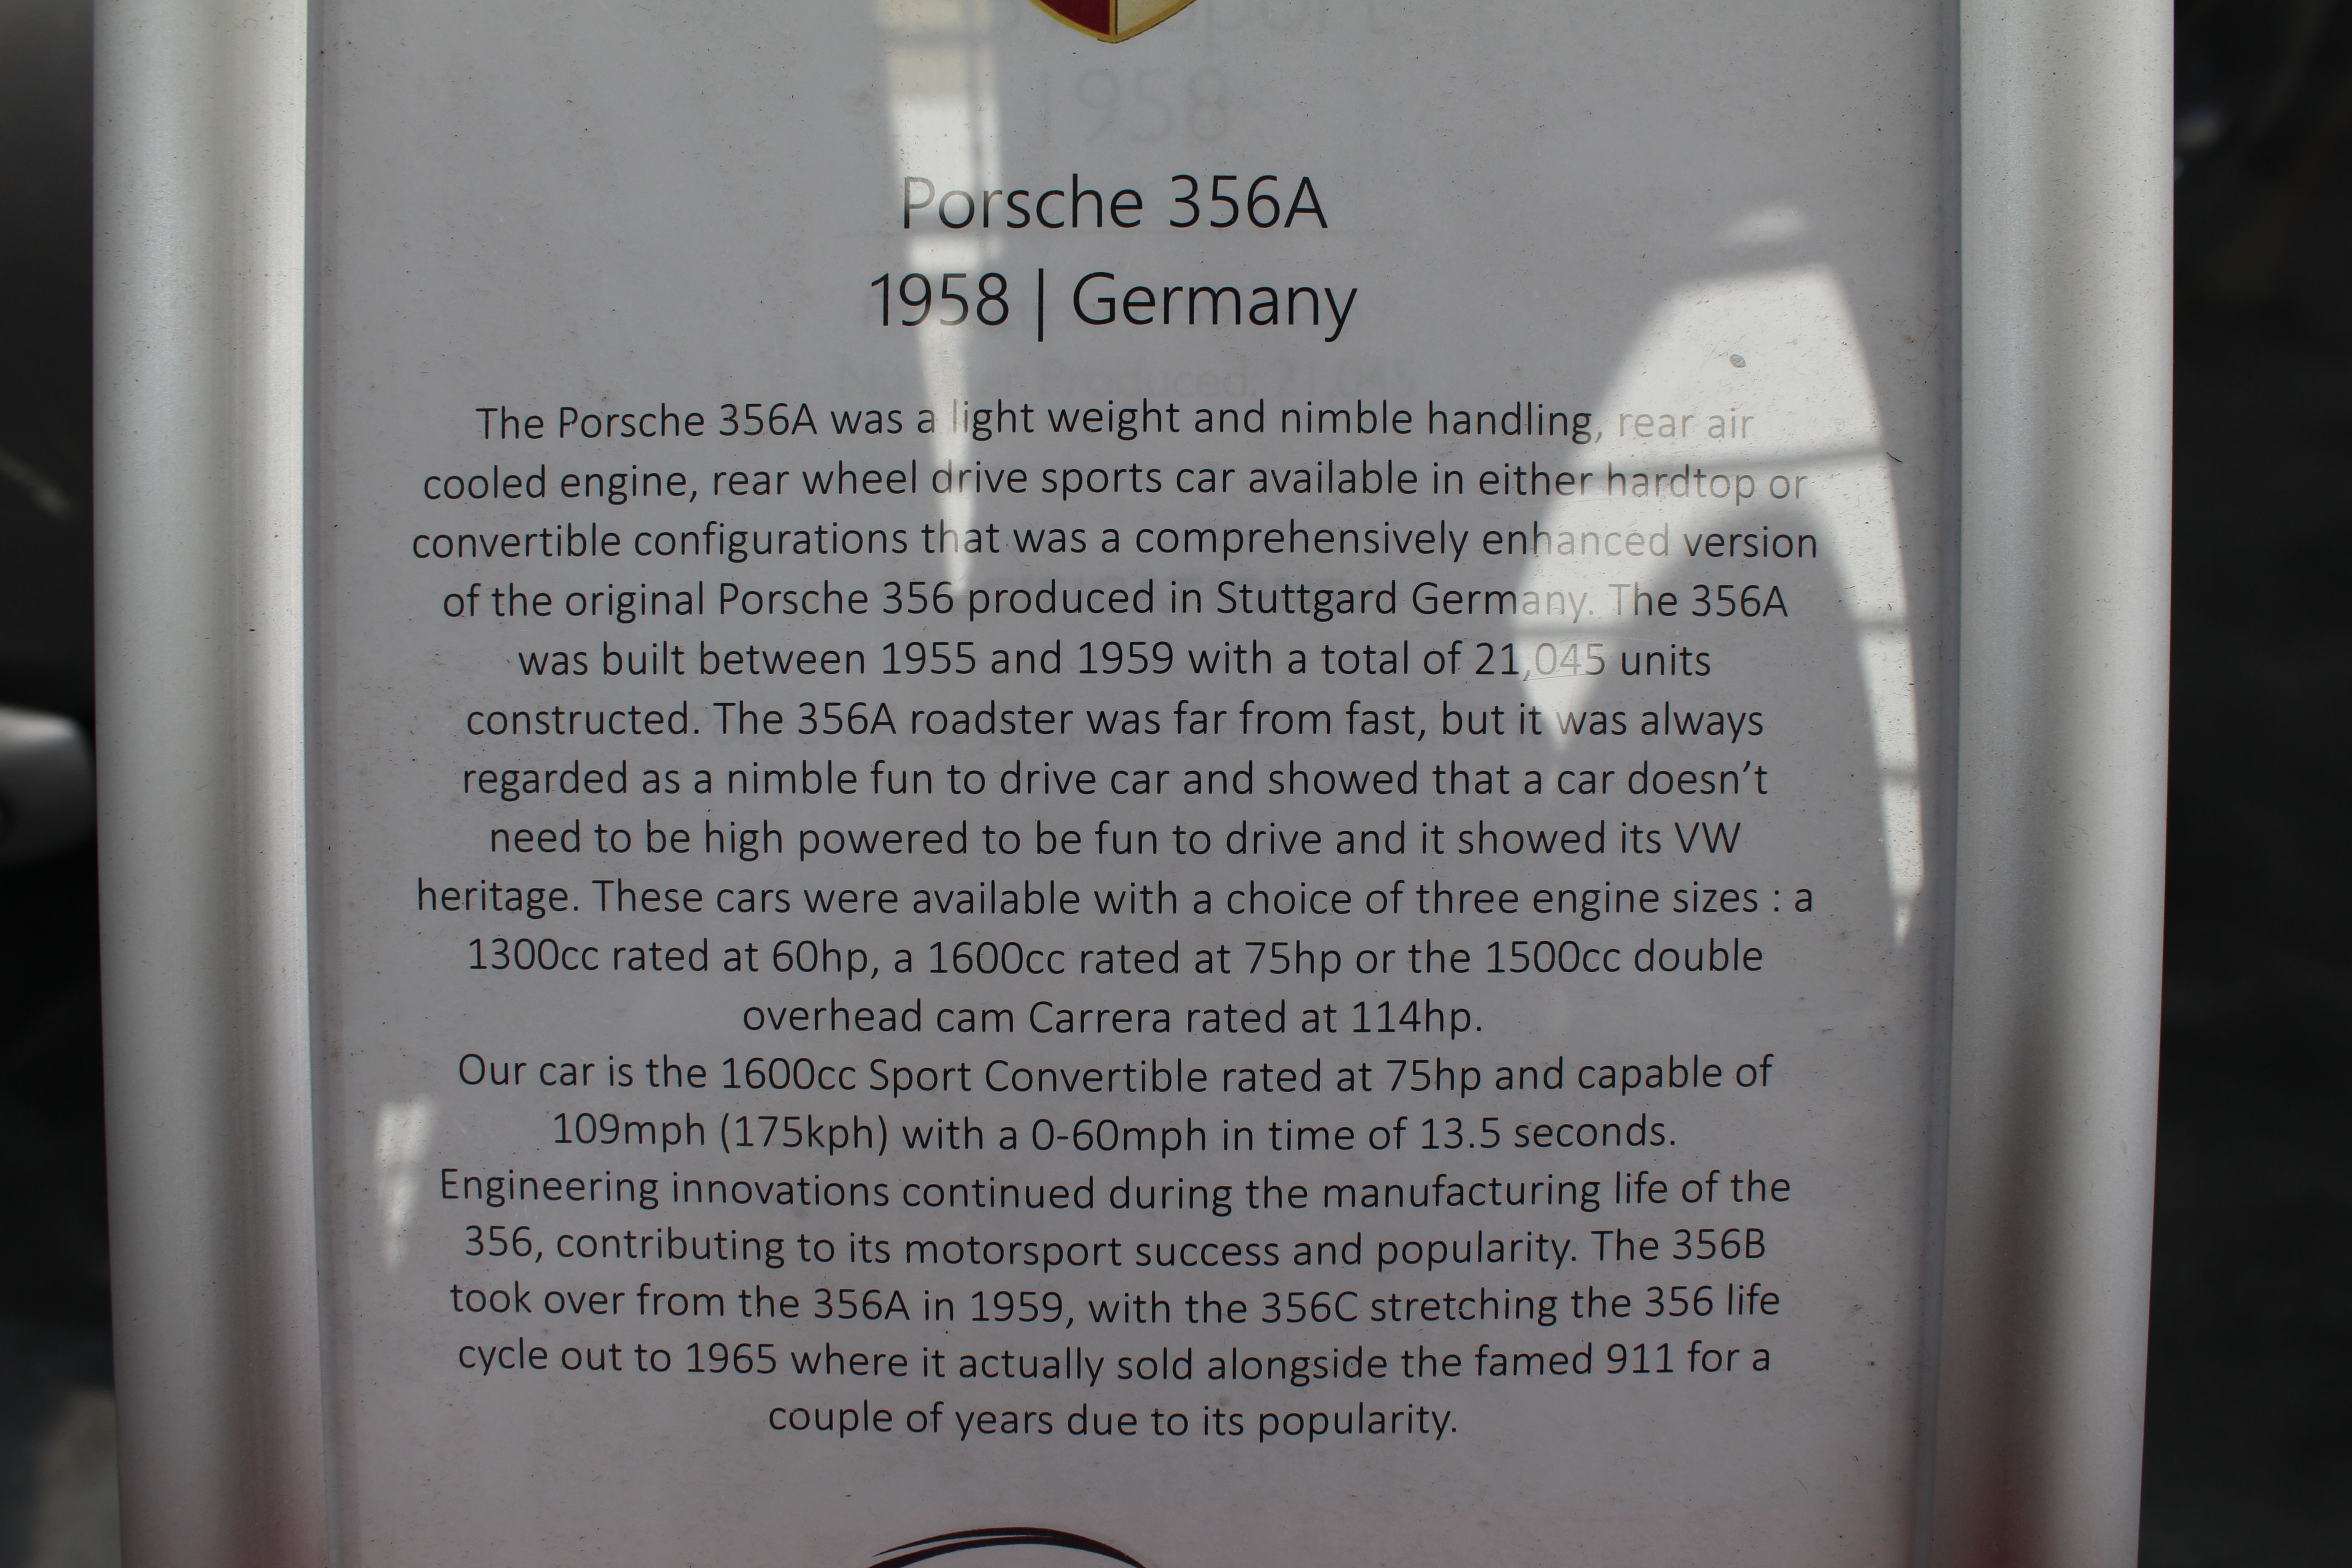 Porsche 356A
1958 | Germany
The Porsche 356A was a light weight and nimble handling, rear air
cooled engine, rear wheel drive sports car available in either hardtop or
convertible configurations that was a comprehensively enhanced version
of the original Porsche 356 produced in Stuttgard Germany. The 356A
was built between 1955 and 1959 with a total of 21,045 units
constructed. The 356A roadster was far from fast, but it was always
regarded as a nimble fun to drive car and showed that a car doesn’t
need to be high powered to be fun to drive and it showed its VW
heritage. These cars were available with a choice of three engine sizes : a
1300cc rated at 60hp, a 1600cc rated at 75hp or the 1500cc double
overhead cam Carrera rated at 114hp.
Our car is the 1600cc Sport Convertible rated at 75hp and capable of
109mph (175kph) with a 0-60mph in time of 13.5 seconds.
Engineering innovations continued during the manufacturing life of the
356, contributing to its motorsport success and popularity. The 356B
took over from the 356A in 1959, with the 356C stretching the 356 life
cycle out to 1965 where it actually sold alongside the famed 911 for a
couple of years due to its popularity.